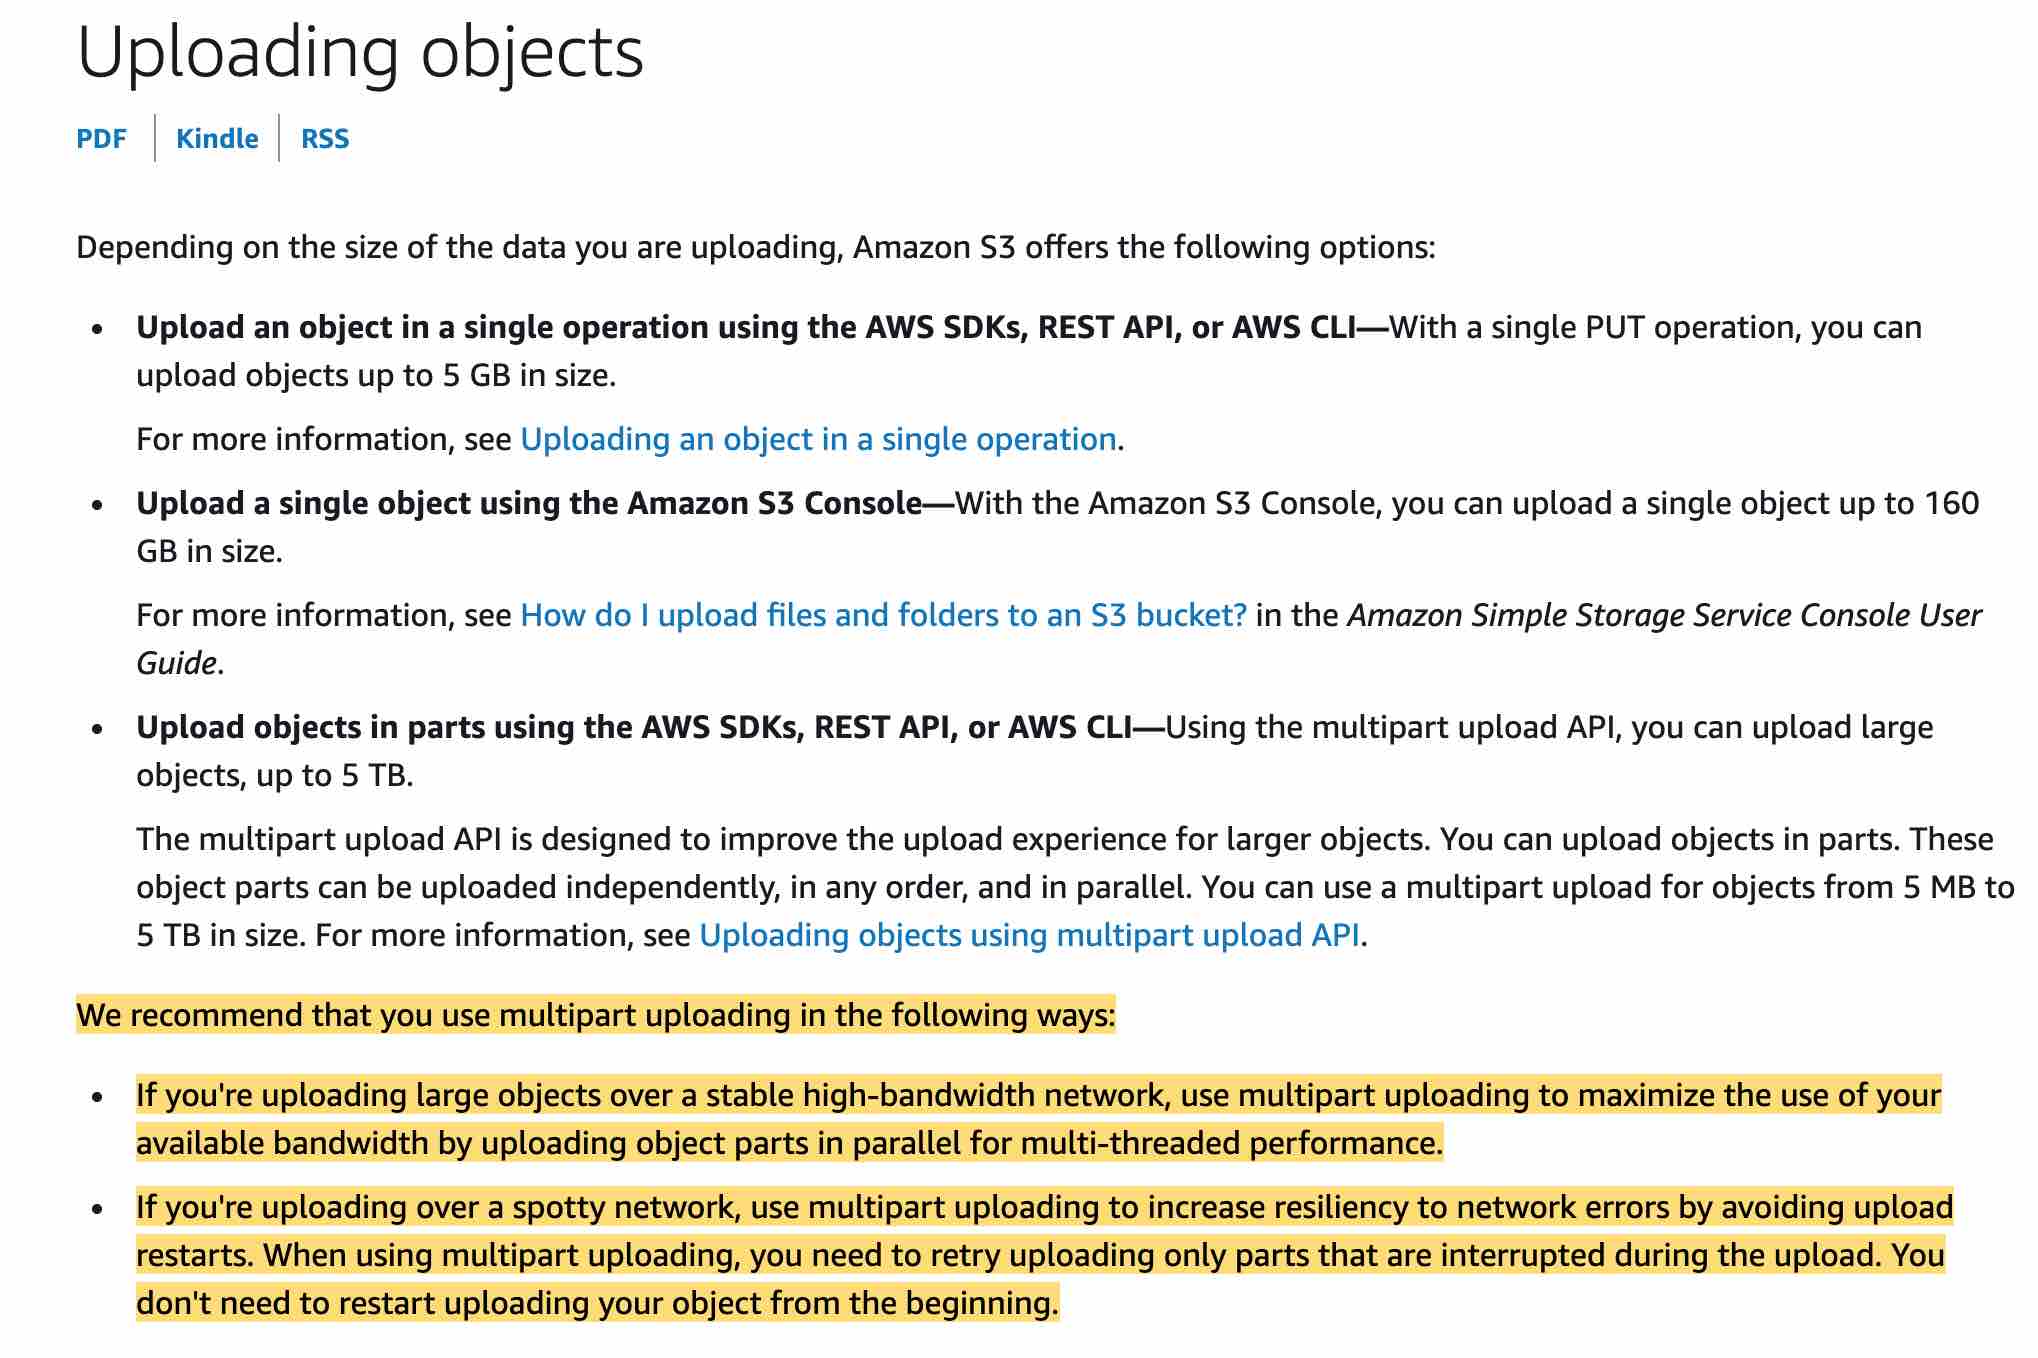 Uploading objects
PDF | Kindle | RSS
Depending on the size of the data you are uploading, Amazon S3 offers the following options:
• Upload an object in a single operation using the AWS SDKs, REST API, or AWS CLI—With a single PUT operation, you can
upload objects up to 5 GB in size.
For more information, see Uploading an object in a single operation.
• Upload a single object using the Amazon S3 Console—With the Amazon S3 Console, you can upload a single object up to 160
GB in size.
For more information, see How do I upload files and folders to an S3 bucket? in the Amazon Simple Storage Service Console User
Guide.
• Upload objects in parts using the AWS SDKs, REST API, or AWS CLI—Using the multipart upload API, you can upload large
objects, up to 5 TB.
The multipart upload API is designed to improve the upload experience for larger objects. You can upload objects in parts. These
object parts can be uploaded independently, in any order, and in parallel. You can use a multipart upload for objects from 5 MB to
5 TB in size. For more information, see Uploading objects using multipart upload API.
We recommend that you use multipart uploading in the following ways:
• If you're uploading large objects over a stable high-bandwidth network, use multipart uploading to maximize the use of your
available bandwidth by uploading object parts in parallel for multi-threaded performance.
• If you're uploading over a spotty network, use multipart uploading to increase resiliency to network errors by avoiding upload
restarts. When using multipart uploading, you need to retry uploading only parts that are interrupted during the upload. You
don't need to restart uploading your object from the beginning.